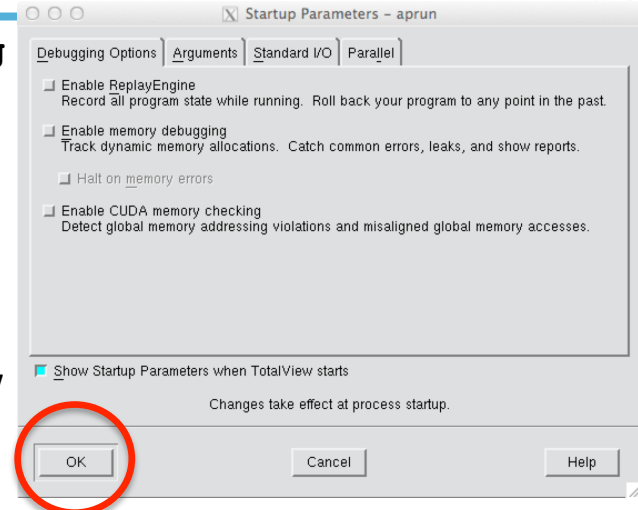 Startup Parameters - aprun
Debugging Options Arguments Standard I/O Parallel
Enable ReplayEngine
Record all program state while running. Roll back your program to any point in the past.
Enable memory debugging
Track dynamic memory allocations. Catch common errors, leaks, and show reports.
Halt on memory errors
Enable CUDA memory checking
Detect global memory addressing violations and misaligned global memory accesses.
Show Startup Parameters when TotalView starts
Changes take effect at process startup.
OK Cancel Help